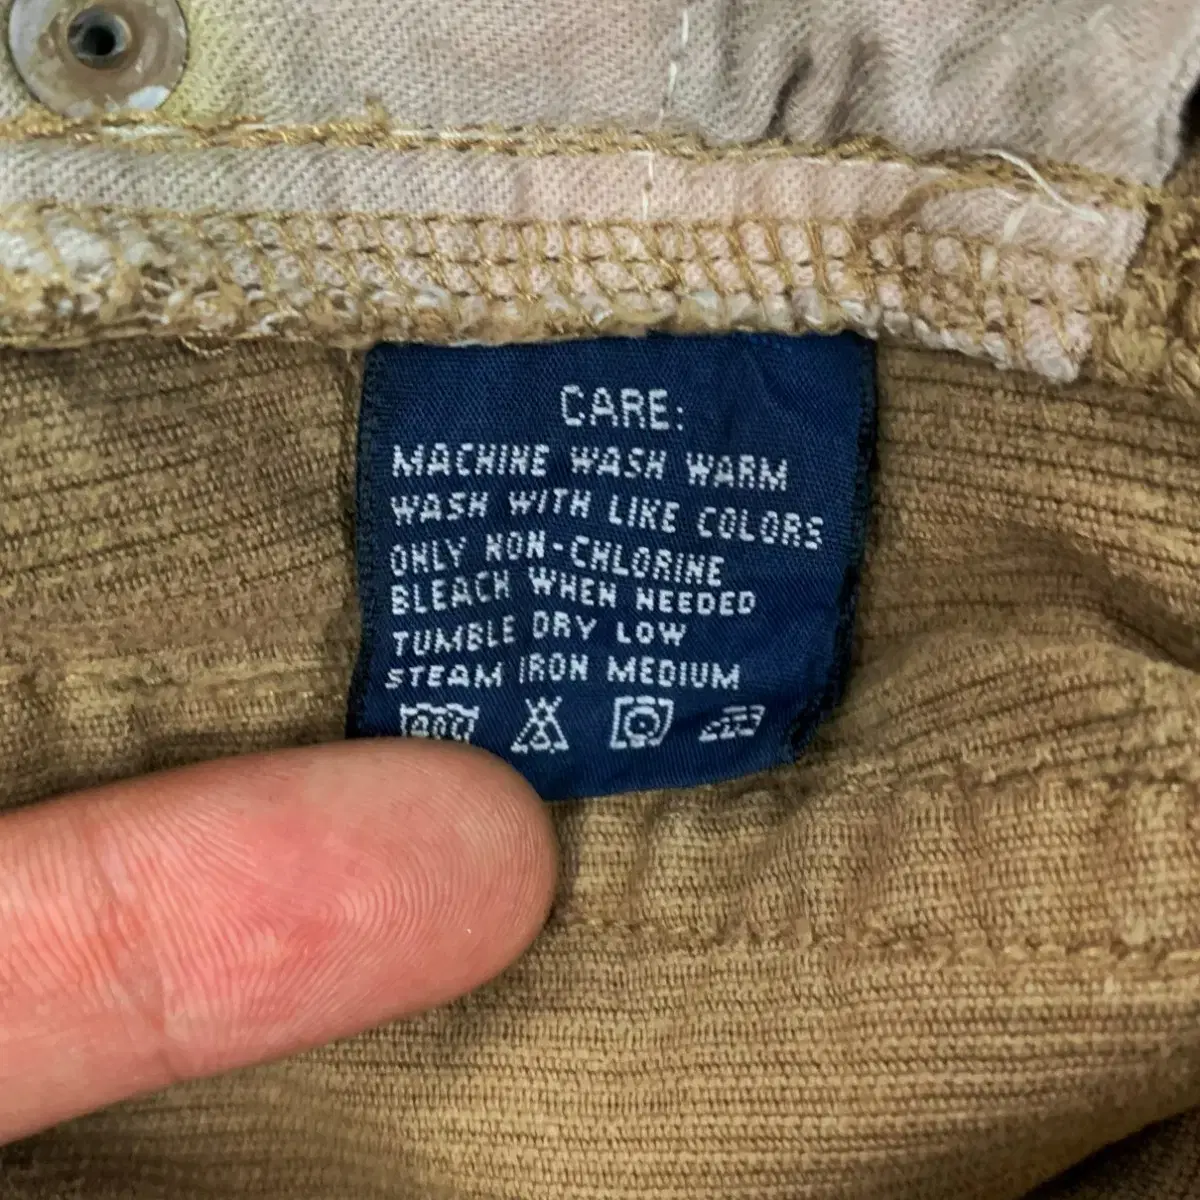 CARE:
MACHINE WASH WARM
WASH WITH LIKE COLORS
ONLY NON-CHLORINE
BLEACH WHEN NEEDED
TUMBLE DRY LOW
STEAM IRON MEDIUM